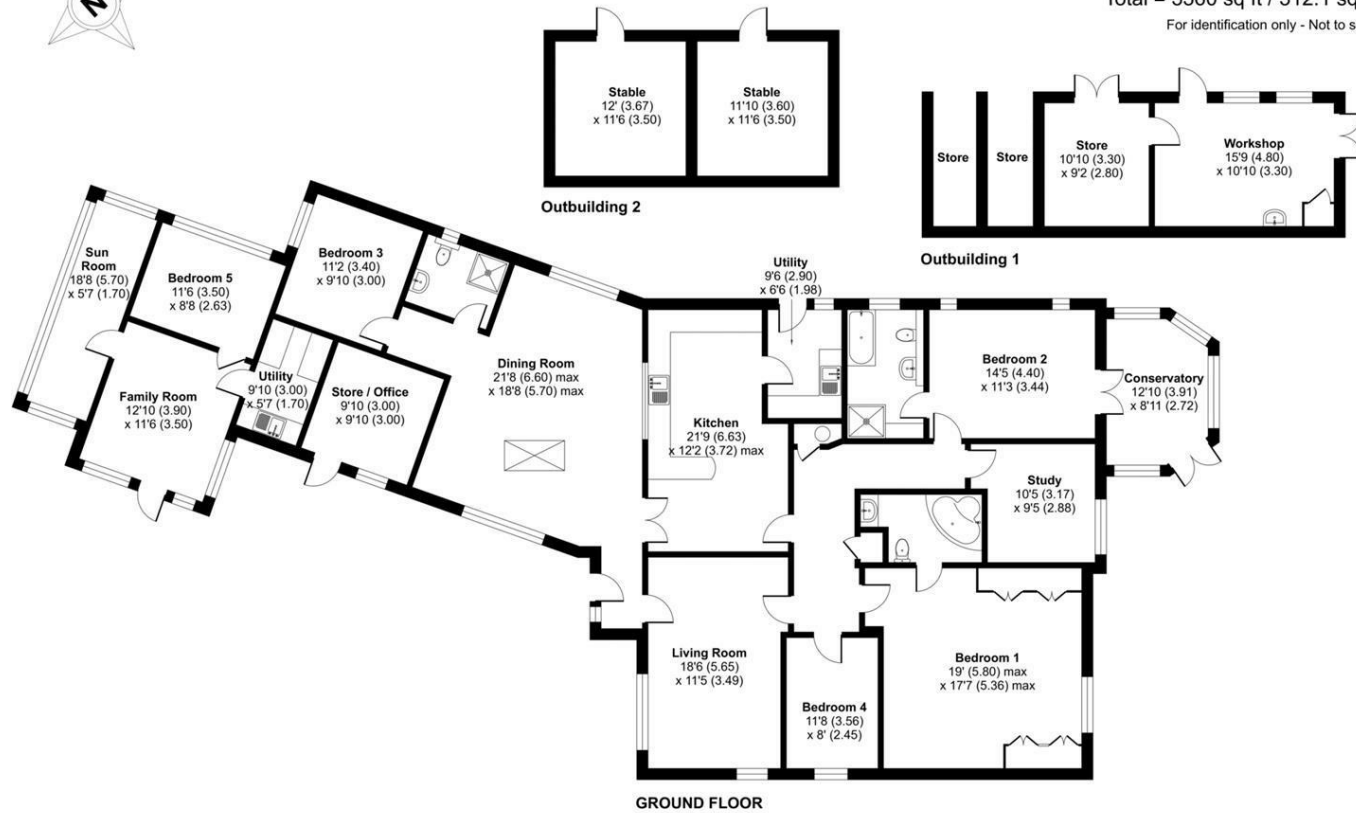 N
Total = 5500 sq ft / 512.1 sq
For identification only - Not to s
Stable
12' (3.67)
x 11'6 (3.50)
Stable
11'10 (3.60)
x 11'6 (3.50)
Outbuilding 2
Store
Store
Store
10'10 (3.30)
x 9'2 (2.80)
Workshop
15'9 (4.80)
x 10'10 (3.30)
Outbuilding 1
Sun
Room
18'8 (5.70)
x 5'7 (1.70)
Bedroom 5
11'6 (3.50)
x 8'8 (2.63)
Bedroom 3
11'2 (3.40)
x 9'10 (3.00)
Utility
9'6 (2.90)
x 6'6 (1.98)
Family Room
12'10 (3.90)
x 11'6 (3.50)
Utility
9'10 (3.00)
x 5'7 (1.70)
Store / Office
9'10 (3.00)
x 9'10 (3.00)
Dining Room
21'8 (6.60) max
x 18'8 (5.70) max
Kitchen
21'9 (6.63)
x 12'2 (3.72) max
Bedroom 2
14'5 (4.40)
x 11'3 (3.44)
Conservatory
12'10 (3.91)
x 8'11 (2.72)
Study
10'5 (3.17)
x 9'5 (2.88)
Living Room
18'6 (5.65)
x 11'5 (3.49)
Bedroom 4
11'8 (3.56)
x 8' (2.45)
Bedroom 1
19' (5.80) max
x 17'7 (5.36) max
GROUND FLOOR